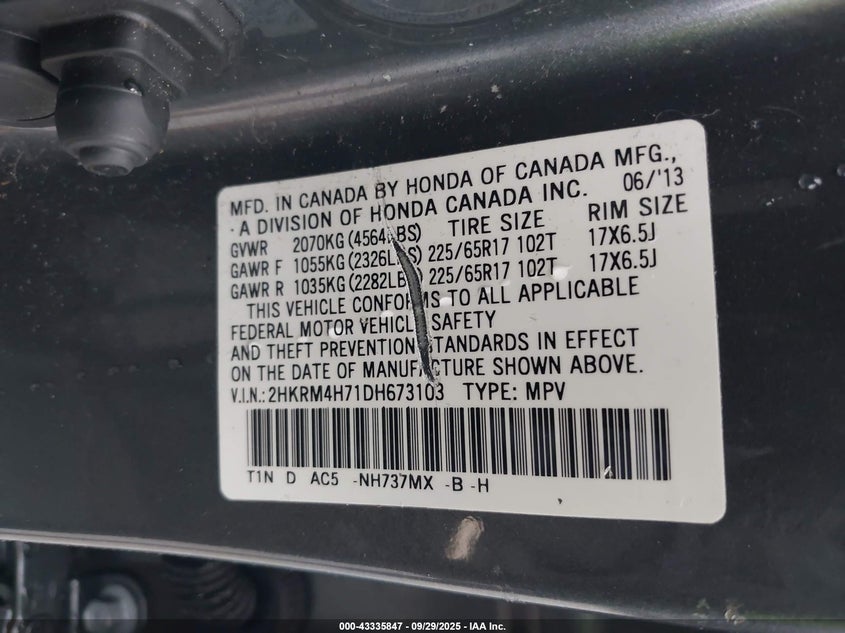 MFD. IN CANADA BY HONDA OF CANADA MFG.,
A DIVISION OF HONDA CANADA INC. 06/'13
GVWR 2070KG (4564LBS) TIRE SIZE RIM SIZE
GAWR F 1055KG (2326LBS) 225/65R17 102T 17X6.5J
GAWR R 1035KG (2282LBS) 225/65R17 102T 17X6.5J
THIS VEHICLE CONFORMS TO ALL APPLICABLE
FEDERAL MOTOR VEHICLE SAFETY
AND THEFT PREVENTION STANDARDS IN EFFECT
ON THE DATE OF MANUFACTURE SHOWN ABOVE.
V.I.N.: 2HKRM4H71DH673103 TYPE: MPV
T1N D AC5 -NH737MX -B -H
000-43335847 - 09/29/2025 - IAA Inc.